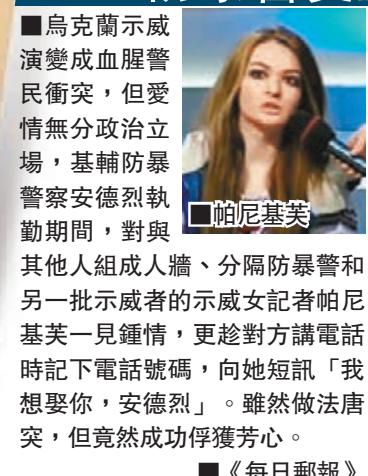 ■烏克蘭示威
演變成血腥警
民衝突，但愛
情無分政治立
場，基輔防暴
警察安德烈執
勤期間，對與
■帕尼基芙
其他人組成人牆、分隔防暴警和
另一批示威者的示威女記者帕尼
基芙一見鍾情，更趁對方講電話
時記下電話號碼，向她短訊「我
想娶你，安德烈」。雖然做法唐
突，但竟然成功俘獲芳心。
■《每日郵報》